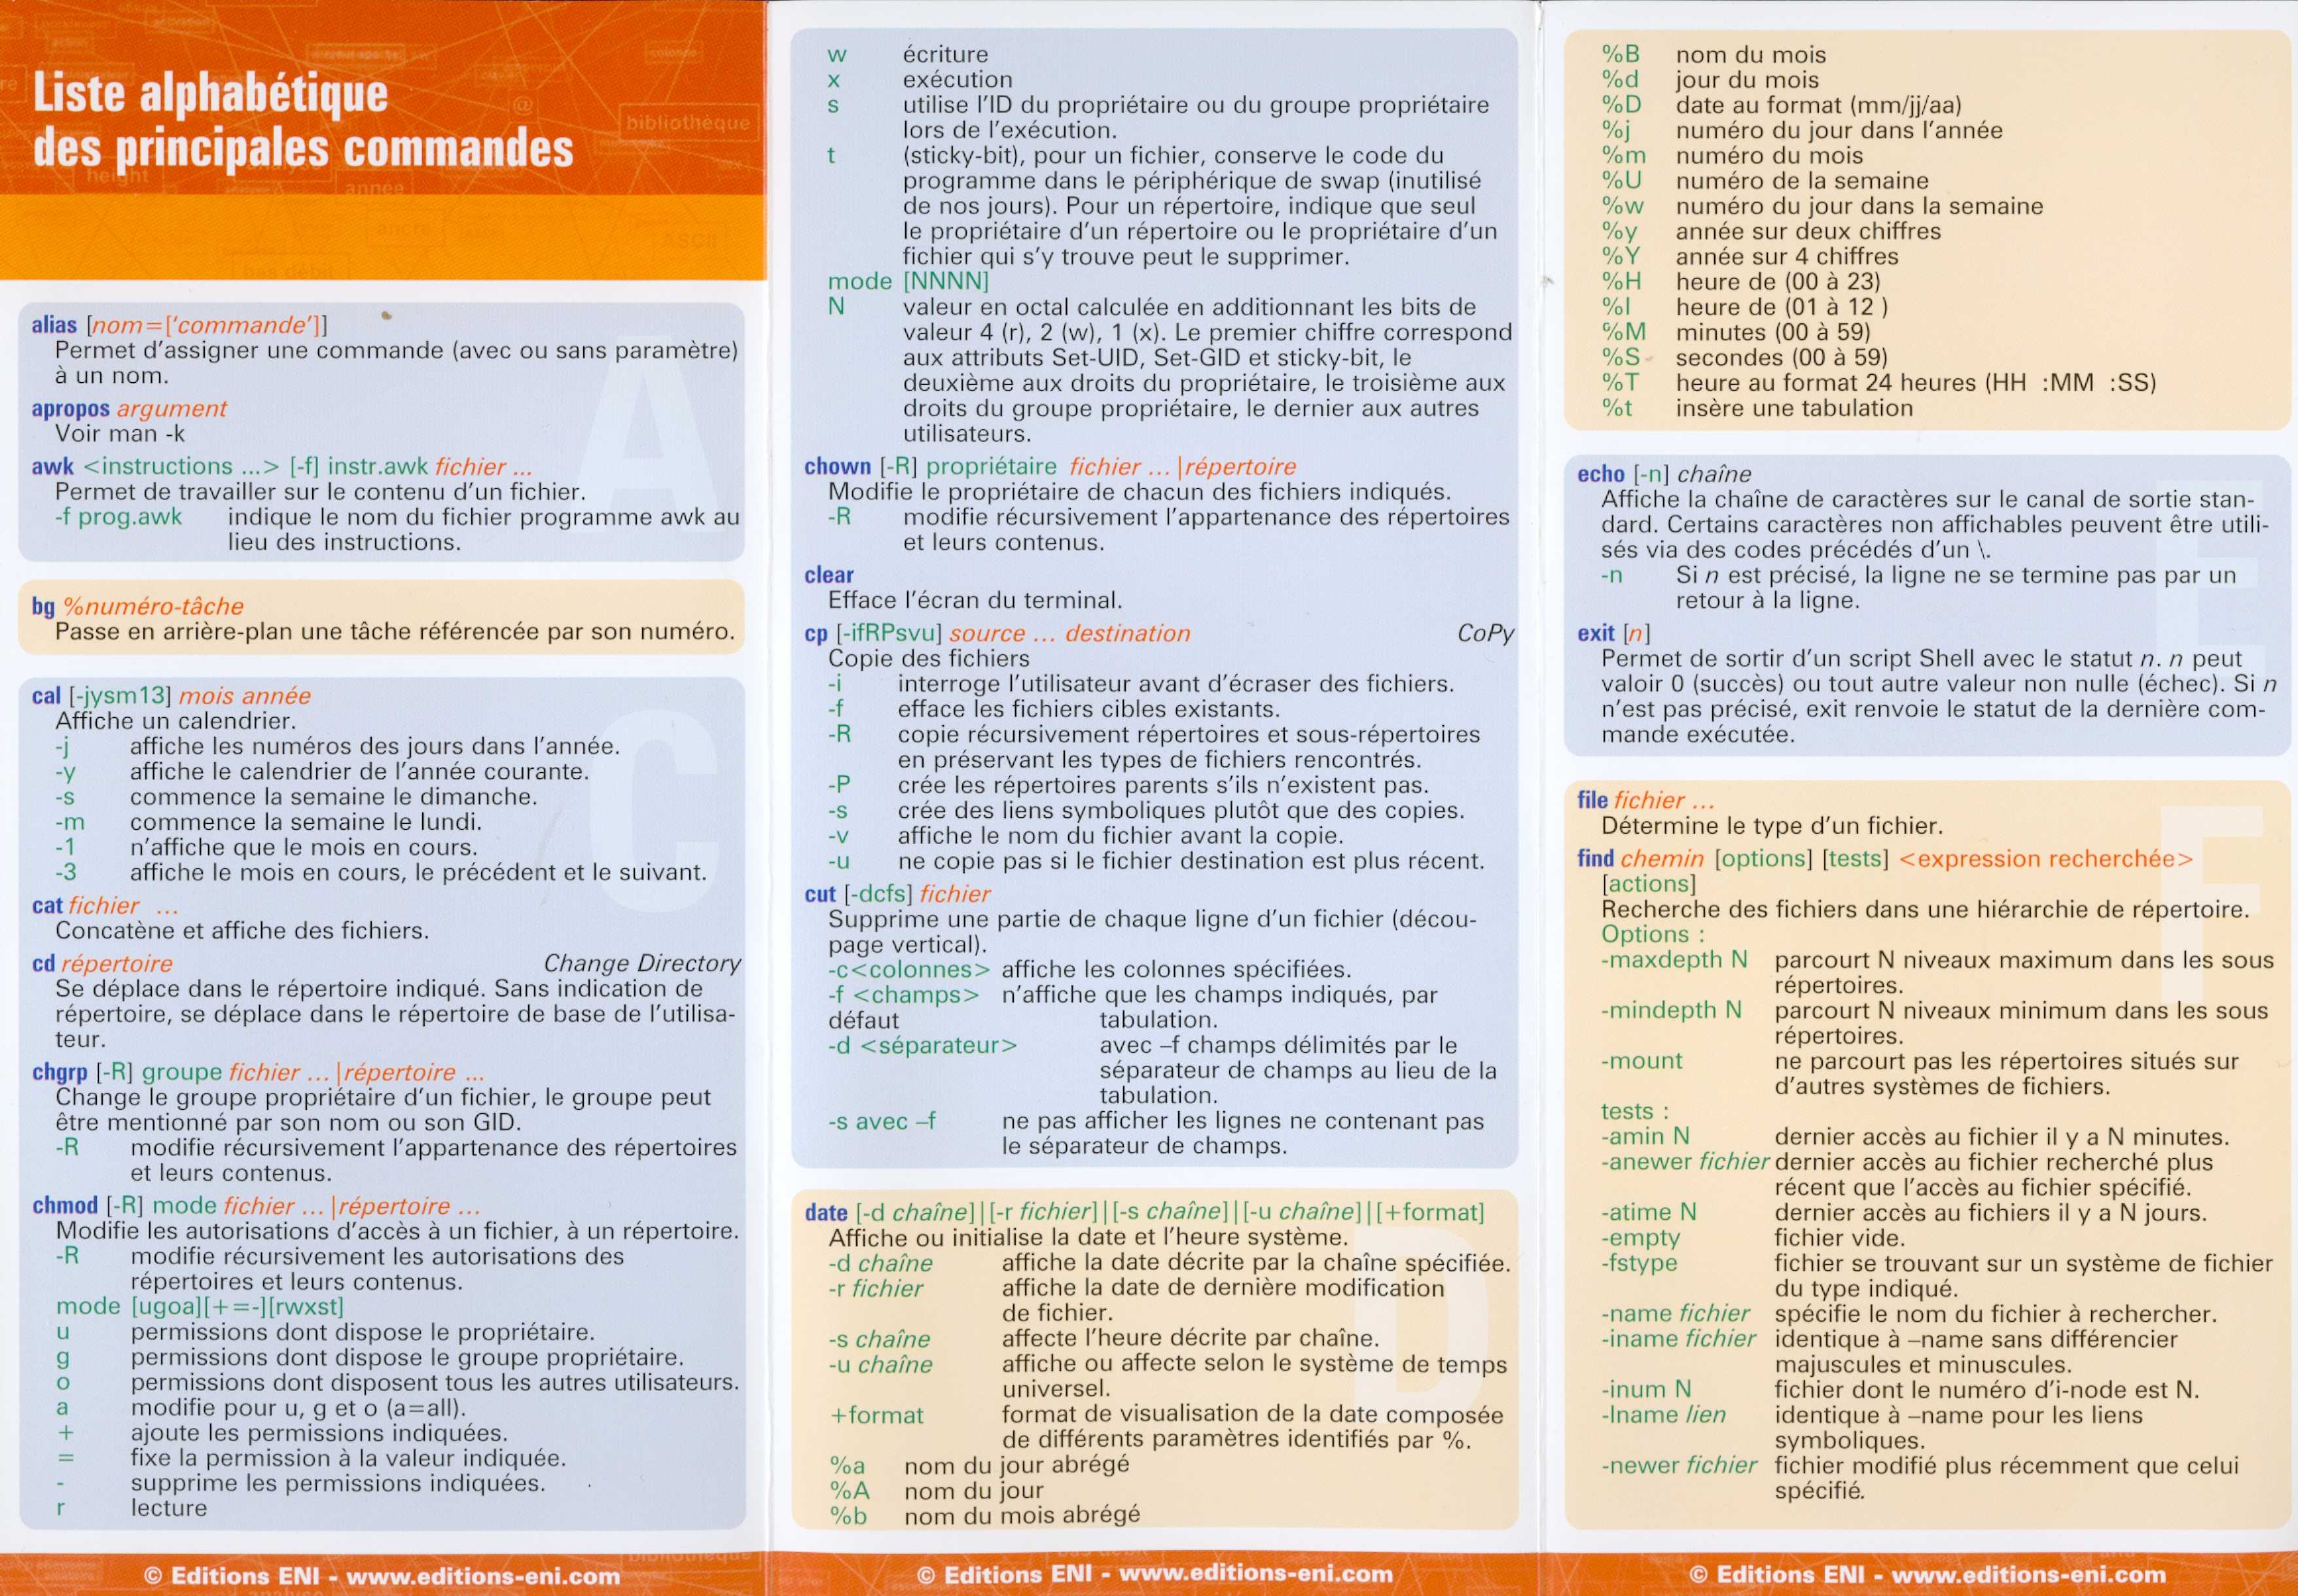 Liste alphabétique
des principales commandes
alias [nom=['commande']]
Permet d'assigner une commande (avec ou sans paramètre)
à un nom.
apropos argument
Voir man -k
awk <instructions ...> [-f] instr.awk fichier ...
Permet de travailler sur le contenu d'un fichier.
-f prog.awk indique le nom du fichier programme awk au
lieu des instructions.
bg %numéro-tâche
Passe en arrière-plan une tâche référencée par son numéro.
cal [-jysm13] mois année
Affiche un calendrier.
-j affiche les numéros des jours dans l'année.
-y affiche le calendrier de l'année courante.
-s commence la semaine le dimanche.
-m commence la semaine le lundi.
-1 n'affiche que le mois en cours.
-3 affiche le mois en cours, le précédent et le suivant.
cat fichier ...
Concatène et affiche des fichiers.
cd répertoire Change Directory
Se déplace dans le répertoire indiqué. Sans indication de
répertoire, se déplace dans le répertoire de base de l'utilisa-
teur.
chgrp [-R] groupe fichier ... |répertoire ...
Change le groupe propriétaire d'un fichier, le groupe peut
être mentionné par son nom ou son GID.
-R modifie récursivement l'appartenance des répertoires
et leurs contenus.
chmod [-R] mode fichier ... |répertoire ...
Modifie les autorisations d'accès à un fichier, à un répertoire.
-R modifie récursivement les autorisations des
répertoires et leurs contenus.
mode [ugoa][+=-][rwxst]
u permissions dont dispose le propriétaire.
g permissions dont dispose le groupe propriétaire.
o permissions dont disposent tous les autres utilisateurs.
a modifie pour u, g et o (a=all).
+ ajoute les permissions indiquées.
= fixe la permission à la valeur indiquée.
- supprime les permissions indiquées.
r lecture
© Editions ENI - www.editions-eni.com
w écriture
x exécution
s utilise l'ID du propriétaire ou du groupe propriétaire
lors de l'exécution.
t (sticky-bit), pour un fichier, conserve le code du
programme dans le périphérique de swap (inutilisé
de nos jours). Pour un répertoire, indique que seul
le propriétaire d'un répertoire ou le propriétaire d'un
fichier qui s'y trouve peut le supprimer.
mode [NNNN]
N valeur en octal calculée en additionnant les bits de
valeur 4 (r), 2 (w), 1 (x). Le premier chiffre correspond
aux attributs Set-UID, Set-GID et sticky-bit, le
deuxième aux droits du propriétaire, le troisième aux
droits du groupe propriétaire, le dernier aux autres
utilisateurs.
chown [-R] propriétaire fichier ... |répertoire
Modifie le propriétaire de chacun des fichiers indiqués.
-R modifie récursivement l'appartenance des répertoires
et leurs contenus.
clear
Efface l'écran du terminal.
cp [-ifRPsvu] source ... destination CoPy
Copie des fichiers
-i interroge l'utilisateur avant d'écraser des fichiers.
-f efface les fichiers cibles existants.
-R copie récursivement répertoires et sous-répertoires
en préservant les types de fichiers rencontrés.
-P crée les répertoires parents s'ils n'existent pas.
-s crée des liens symboliques plutôt que des copies.
-v affiche le nom du fichier avant la copie.
-u ne copie pas si le fichier destination est plus récent.
cut [-dcfs] fichier
Supprime une partie de chaque ligne d'un fichier (décou-
page vertical).
-c<colonnes> affiche les colonnes spécifiées.
-f <champs> n'affiche que les champs indiqués, par
défaut tabulation.
-d <séparateur> avec –f champs délimités par le
séparateur de champs au lieu de la
tabulation.
-s avec –f ne pas afficher les lignes ne contenant pas
le séparateur de champs.
date [-d chaîne]|[-r fichier]|[-s chaîne]|[-u chaîne]|[+format]
Affiche ou initialise la date et l'heure système.
-d chaîne affiche la date décrite par la chaîne spécifiée.
-r fichier affiche la date de dernière modification
de fichier.
-s chaîne affecte l'heure décrite par chaîne.
-u chaîne affiche ou affecte selon le système de temps
universel.
+format format de visualisation de la date composée
de différents paramètres identifiés par %.
%a nom du jour abrégé
%A nom du jour
%b nom du mois abrégé
© Editions ENI - www.editions-eni.com
%B nom du mois
%d jour du mois
%D date au format (mm/jj/aa)
%j numéro du jour dans l'année
%m numéro du mois
%U numéro de la semaine
%w numéro du jour dans la semaine
%y année sur deux chiffres
%Y année sur 4 chiffres
%H heure de (00 à 23)
%I heure de (01 à 12 )
%M minutes (00 à 59)
%S secondes (00 à 59)
%T heure au format 24 heures (HH :MM :SS)
%t insère une tabulation
echo [-n] chaîne
Affiche la chaîne de caractères sur le canal de sortie stan-
dard. Certains caractères non affichables peuvent être utili-
sés via des codes précédés d'un \.
-n Si n est précisé, la ligne ne se termine pas par un
retour à la ligne.
exit [n]
Permet de sortir d'un script Shell avec le statut n. n peut
valoir 0 (succès) ou tout autre valeur non nulle (échec). Si n
n'est pas précisé, exit renvoie le statut de la dernière com-
mande exécutée.
file fichier ...
Détermine le type d'un fichier.
find chemin [options] [tests] <expression recherchée>
[actions]
Recherche des fichiers dans une hiérarchie de répertoire.
Options :
-maxdepth N parcourt N niveaux maximum dans les sous
répertoires.
-mindepth N parcourt N niveaux minimum dans les sous
répertoires.
-mount ne parcourt pas les répertoires situés sur
d'autres systèmes de fichiers.
tests :
-amin N dernier accès au fichier il y a N minutes.
-anewer fichier dernier accès au fichier recherché plus
récent que l'accès au fichier spécifié.
-atime N dernier accès au fichiers il y a N jours.
-empty fichier vide.
-fstype fichier se trouvant sur un système de fichier
du type indiqué.
-name fichier spécifie le nom du fichier à rechercher.
-iname fichier identique à –name sans différencier
majuscules et minuscules.
-inum N fichier dont le numéro d'i-node est N.
-lname lien identique à –name pour les liens
symboliques.
-newer fichier fichier modifié plus récemment que celui
spécifié.
© Editions ENI - www.editions-eni.com